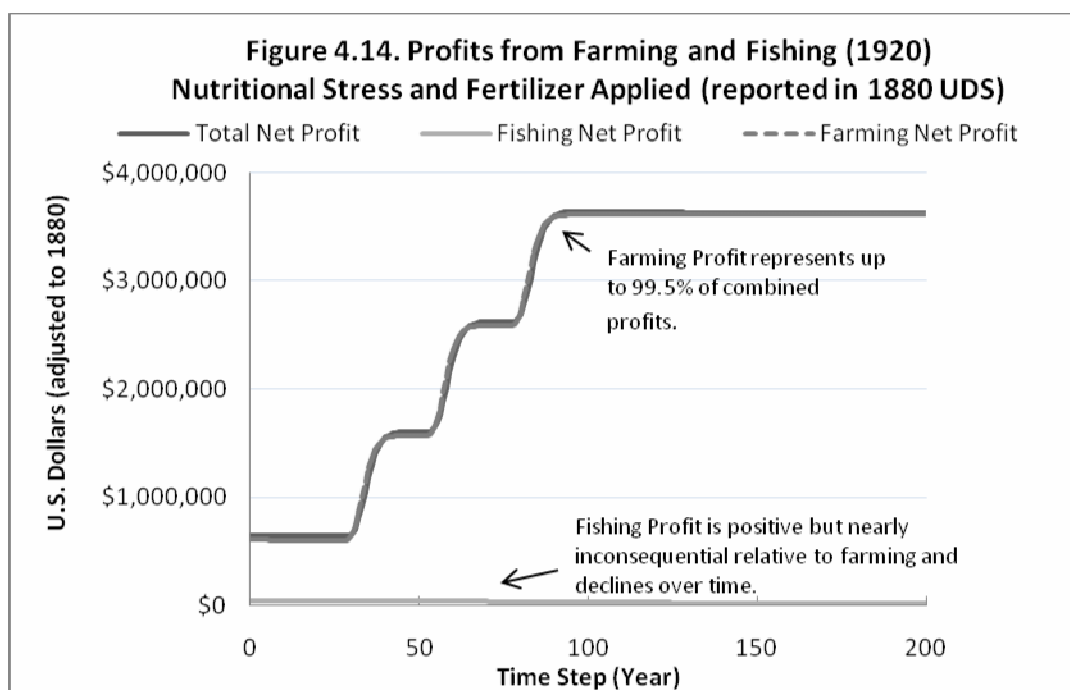 Figure 4.14. Profits from Farming and Fishing (1920)
Nutritional Stress and Fertilizer Applied (reported in 1880 UDS)
Total Net Profit Fishing Net Profit Farming Net Profit
U.S. Dollars (adjusted to 1880)
$4,000,000
$3,000,000
$2,000,000
$1,000,000
$0
Farming Profit represents up
to 99.5% of combined
profits.
Fishing Profit is positive but nearly
inconsequential relative to farming and
declines over time.
0 50 100 150 200
Time Step (Year)